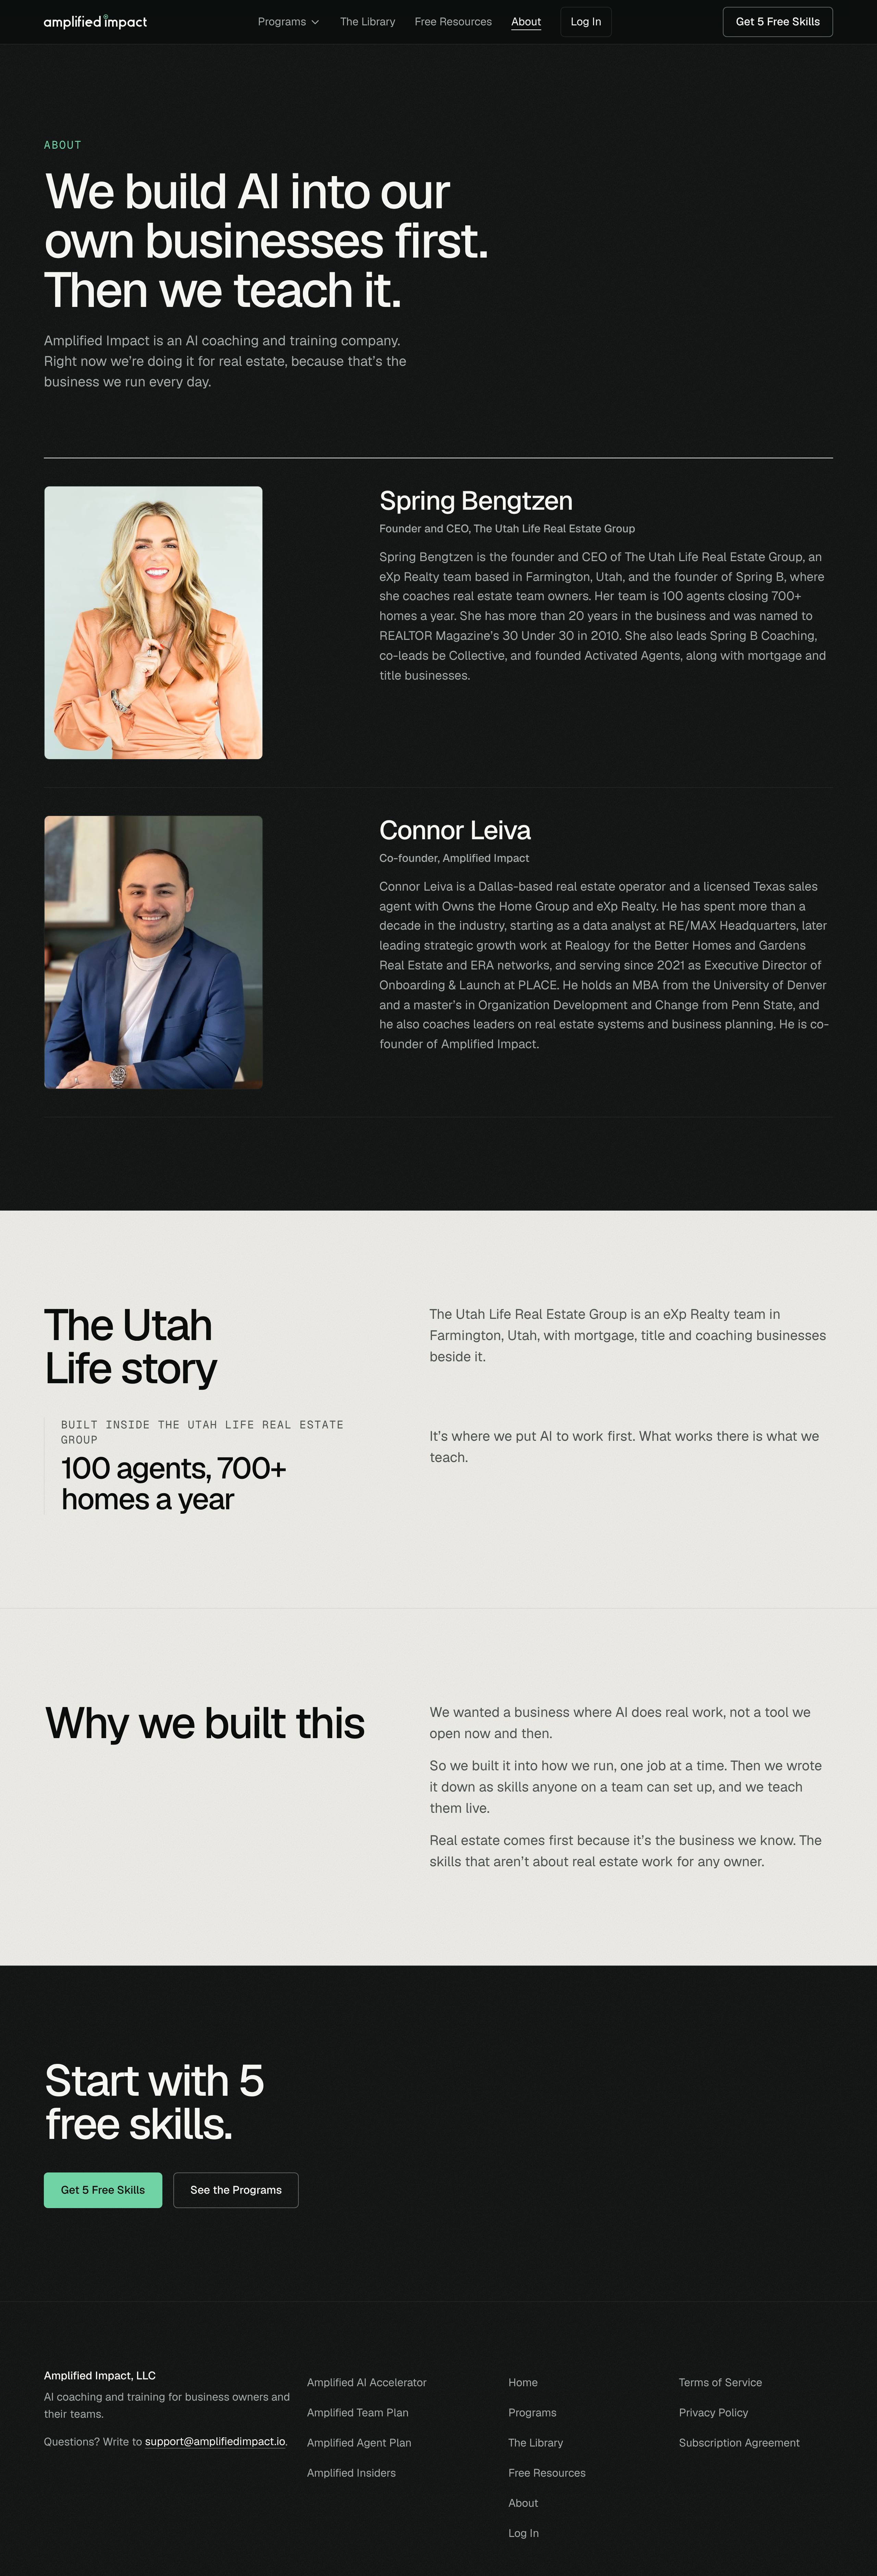 amplified impact
Programs
The Library
Free Resources
About
Log In
Get 5 Free Skills
ABOUT
We build AI into our
own businesses first.
Then we teach it.
Amplified Impact is an AI coaching and training company.
Right now we’re doing it for real estate, because that’s the
business we run every day.
Spring Bengtzen
Founder and CEO, The Utah Life Real Estate Group
Spring Bengtzen is the founder and CEO of The Utah Life Real Estate Group, an
eXp Realty team based in Farmington, Utah, and the founder of Spring B, where
she coaches real estate team owners. Her team is 100 agents closing 700+
homes a year. She has more than 20 years in the business and was named to
REALTOR Magazine’s 30 Under 30 in 2010. She also leads Spring B Coaching,
co-leads be Collective, and founded Activated Agents, along with mortgage and
title businesses.
Connor Leiva
Co-founder, Amplified Impact
Connor Leiva is a Dallas-based real estate operator and a licensed Texas sales
agent with Owns the Home Group and eXp Realty. He has spent more than a
decade in the industry, starting as a data analyst at RE/MAX Headquarters, later
leading strategic growth work at Realogy for the Better Homes and Gardens
Real Estate and ERA networks, and serving since 2021 as Executive Director of
Onboarding & Launch at PLACE. He holds an MBA from the University of Denver
and a master’s in Organization Development and Change from Penn State, and
he also coaches leaders on real estate systems and business planning. He is co-
founder of Amplified Impact.
The Utah
Life story
BUILT INSIDE THE UTAH LIFE REAL ESTATE
GROUP
100 agents, 700+
homes a year
The Utah Life Real Estate Group is an eXp Realty team in
Farmington, Utah, with mortgage, title and coaching businesses
beside it.
It’s where we put AI to work first. What works there is what we
teach.
Why we built this
We wanted a business where AI does real work, not a tool we
open now and then.
So we built it into how we run, one job at a time. Then we wrote
it down as skills anyone on a team can set up, and we teach
them live.
Real estate comes first because it’s the business we know. The
skills that aren’t about real estate work for any owner.
Start with 5
free skills.
Get 5 Free Skills
See the Programs
Amplified Impact, LLC
AI coaching and training for business owners and
their teams.
Questions? Write to support@amplifiedimpact.io.
Amplified AI Accelerator
Amplified Team Plan
Amplified Agent Plan
Amplified Insiders
Home
Programs
The Library
Free Resources
About
Log In
Terms of Service
Privacy Policy
Subscription Agreement